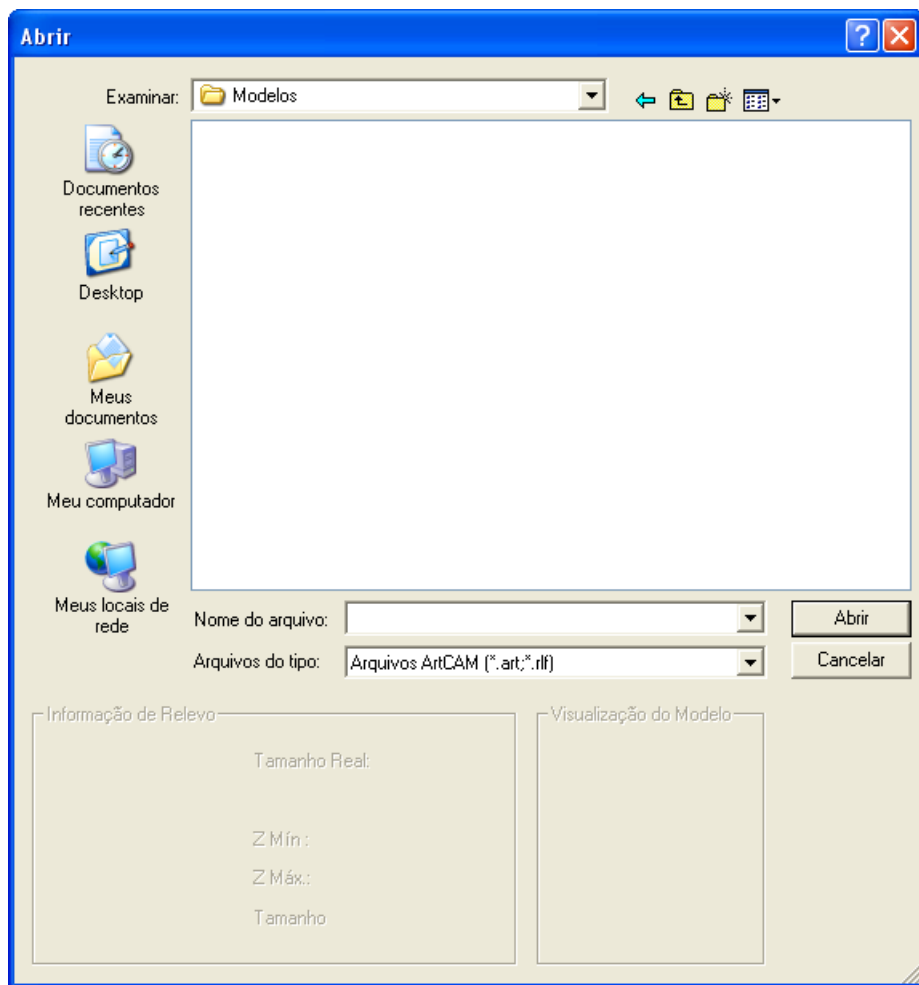 Abrir
Examinar: Modelos
Documentos
recentes
Desktop
Meus
documentos
Meu computador
Meus locais de
rede
Nome do arquivo:
Abrir
Arquivos do tipo: Arquivos ArtCAM (*.art;*.rlf)
Cancelar
Informação de Relevo
Tamanho Real:
Z Mín :
Z Máx.:
Tamanho
Visualização do Modelo